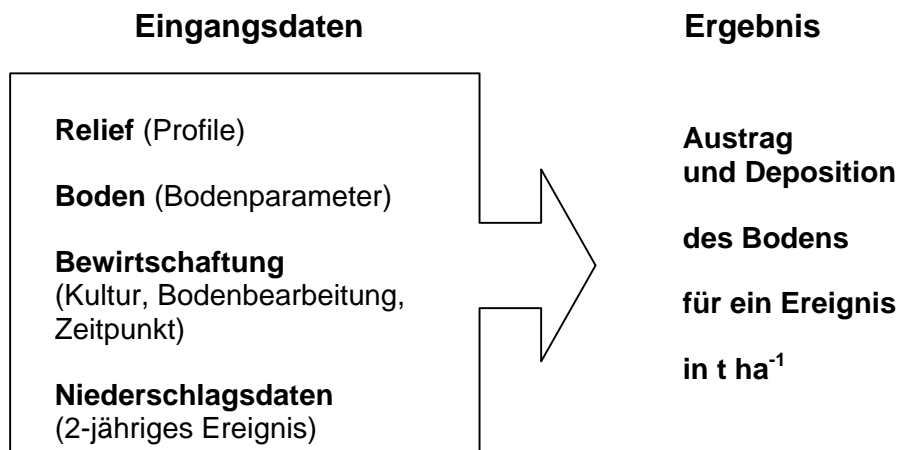 Eingangsdaten
Relief (Profile)
Boden (Bodenparameter)
Bewirtschaftung
(Kultur, Bodenbearbeitung,
Zeitpunkt)
Niederschlagsdaten
(2-jähriges Ereignis)
Ergebnis
Austrag
und Deposition
des Bodens
für ein Ereignis
in t ha⁻¹